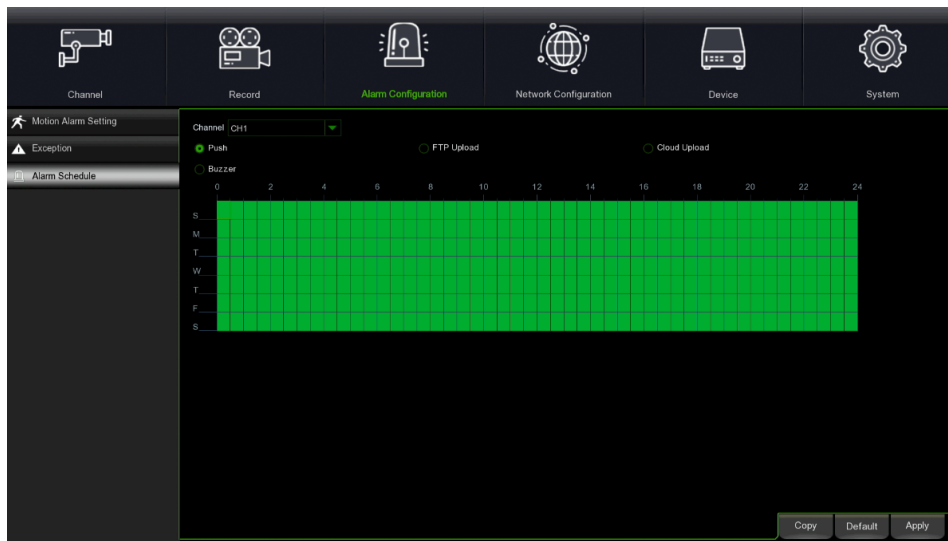 Channel Record Alarm Configuration Network Configuration Device System
Motion Alarm Setting
Exception
Alarm Schedule
Channel CH1
Push FTP Upload Cloud Upload
Buzzer
0 2 4 6 8 10 12 14 16 18 20 22 24
S
M
T
W
T
F
S
Copy Default Apply